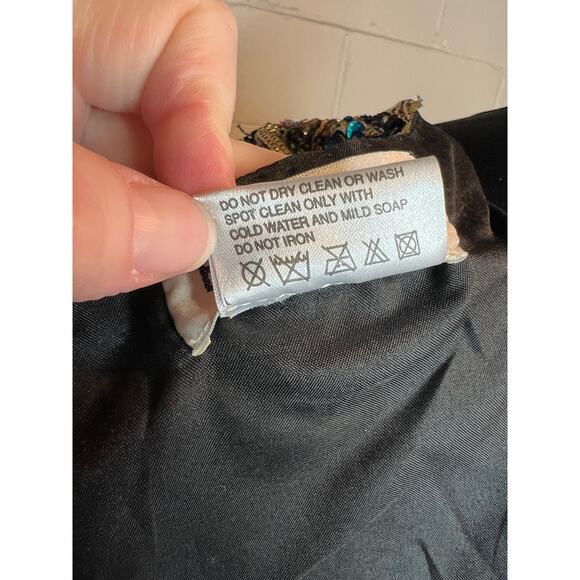 DO NOT DRY CLEAN OR WASH
SPOT CLEAN ONLY WITH
COLD WATER AND MILD SOAP
DO NOT IRON